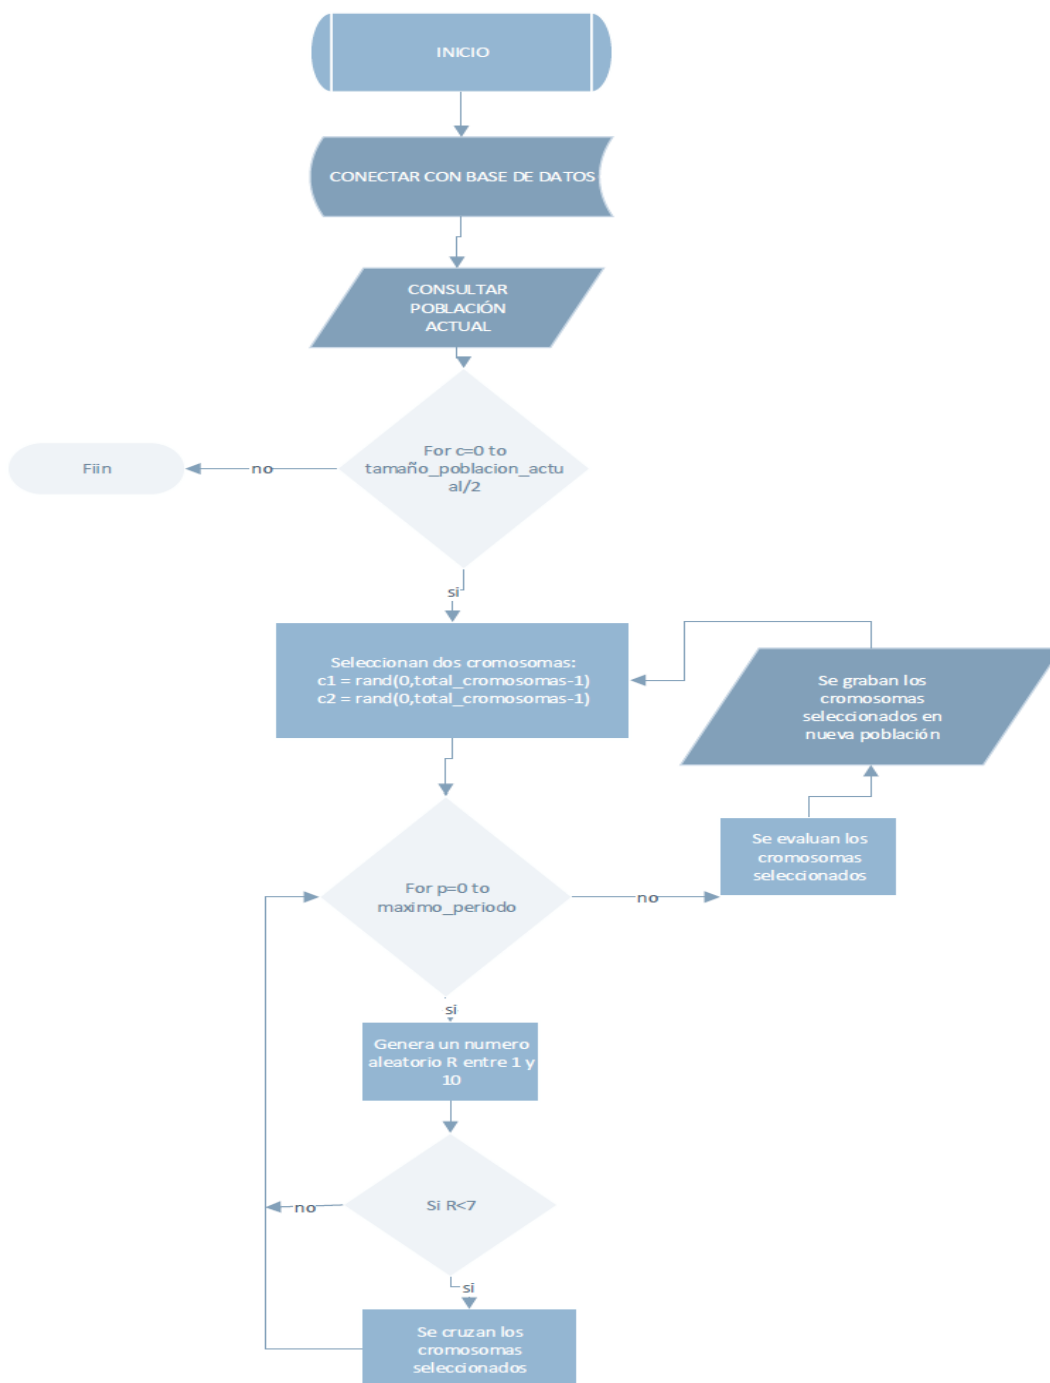 INICIO
CONECTAR CON BASE DE DATOS
CONSULTAR
POBLACIÓN
ACTUAL
For c=0 to
tamaño_poblacion_actu
al/2
no
Fiin
si
Seleccionan dos cromosomas:
c1 = rand(0,total_cromosomas-1)
c2 = rand(0,total_cromosomas-1)
Se graban los
cromosomas
seleccionados en
nueva población
Se evaluan los
cromosomas
seleccionados
For p=0 to
maximo_periodo
no
si
Genera un numero
aleatorio R entre 1 y
10
Si R<7
no
si
Se cruzan los
cromosomas
seleccionados